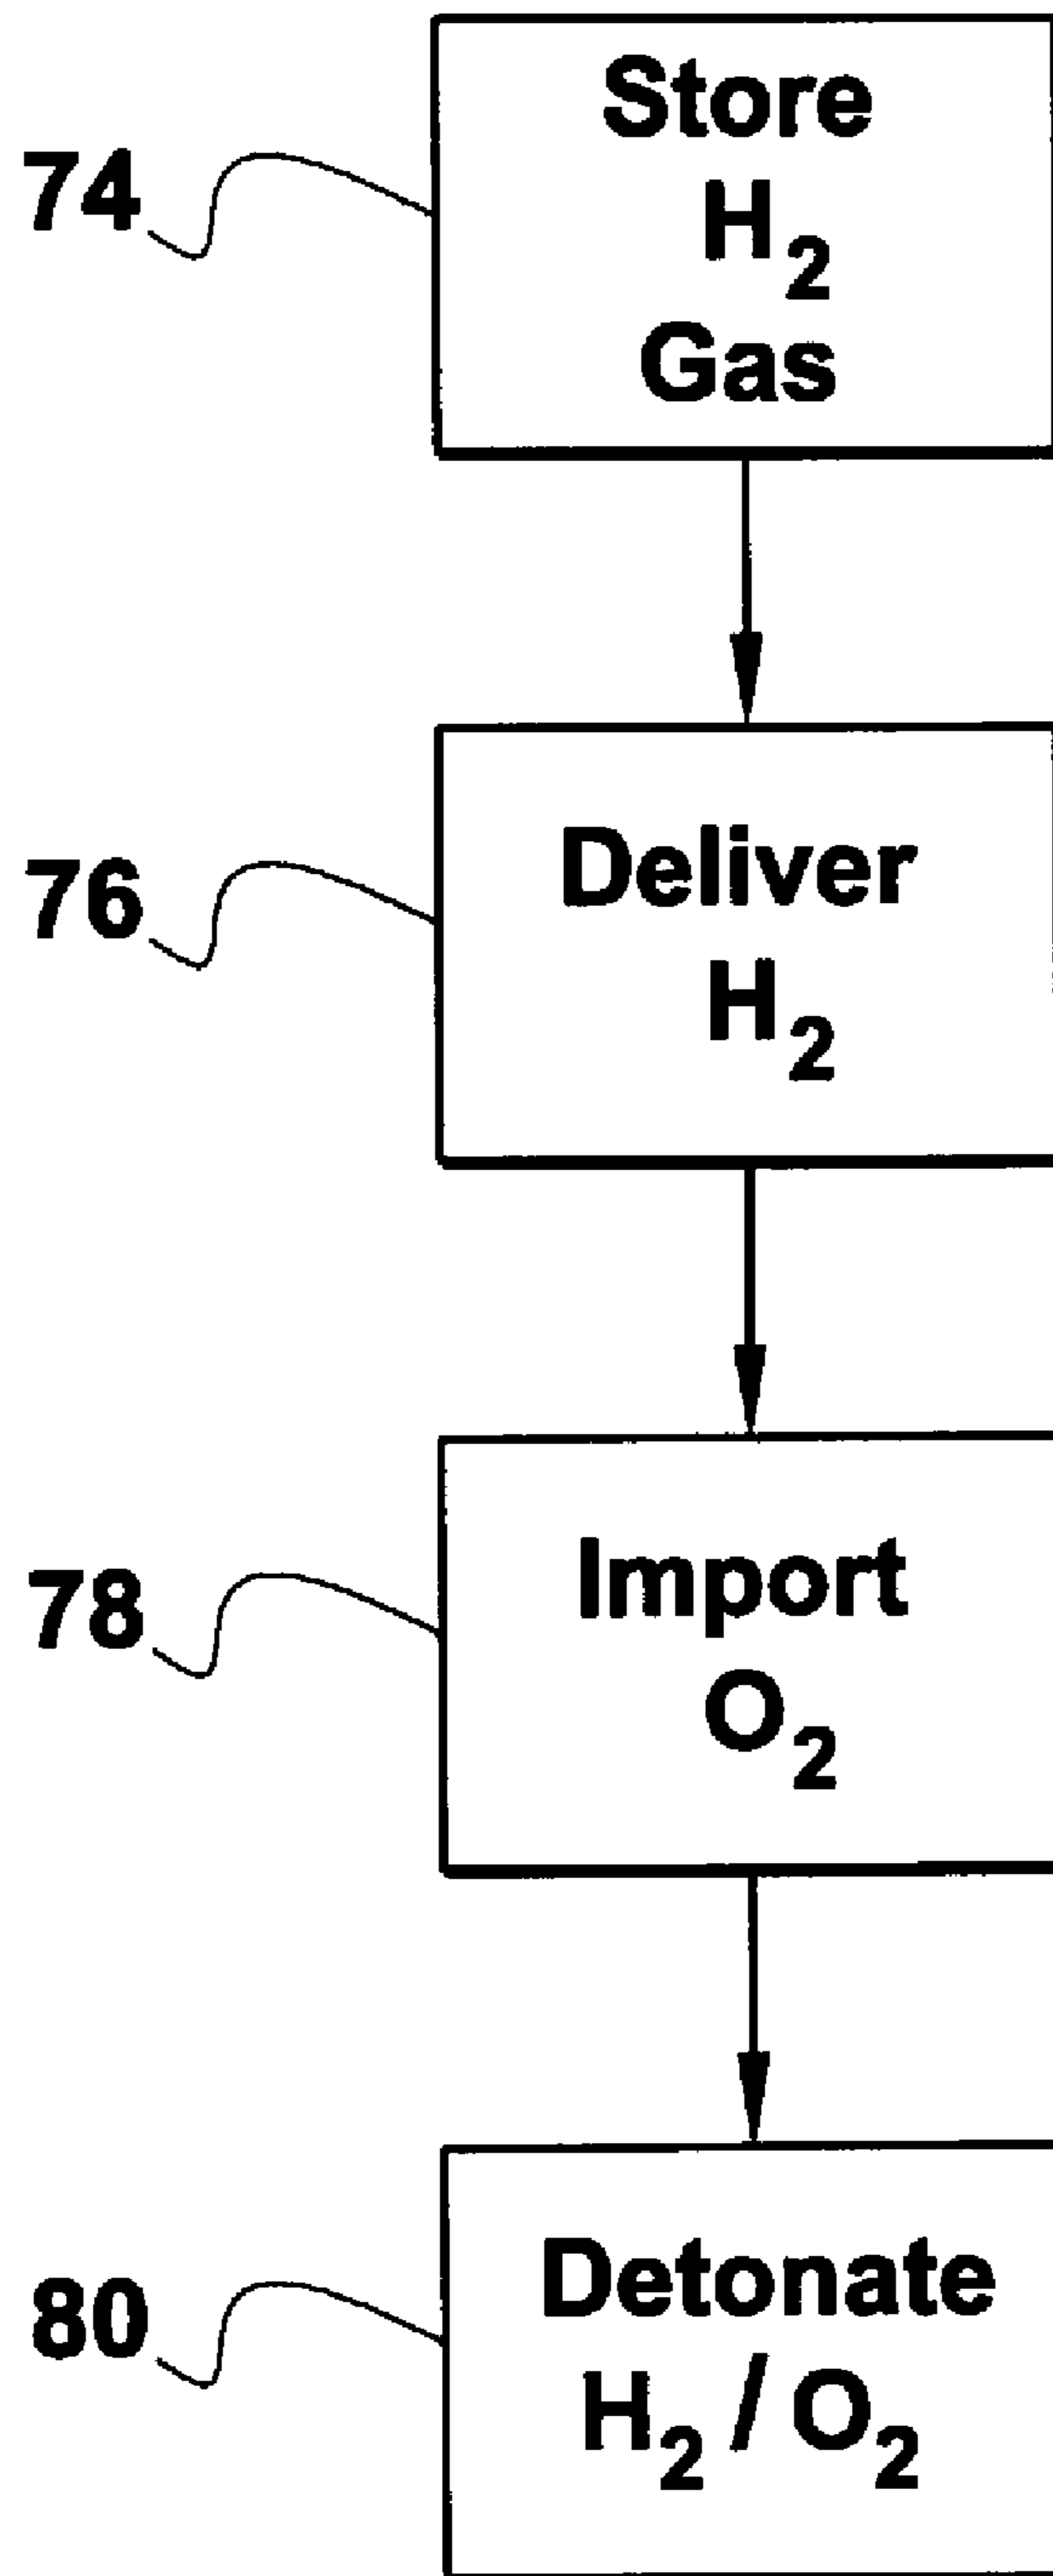 74
Store
H₂
Gas
76
Deliver
H₂
78
Import
O₂
80
Detonate
H₂ / O₂